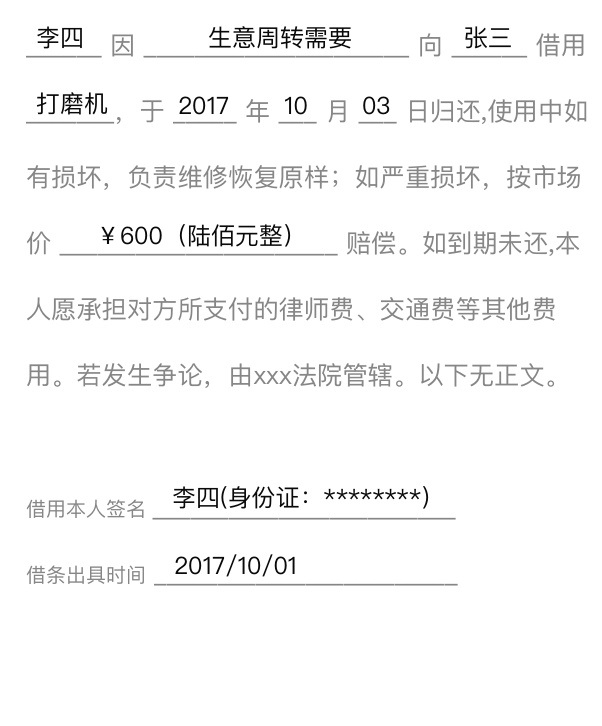 李四 因 生意周转需要 向 张三 借用
打磨机，于 2017 年 10 月 03 日归还,使用中如
有损坏，负责维修恢复原样；如严重损坏，按市场
价 ￥600（陆佰元整） 赔偿。如到期未还,本
人愿承担对方所支付的律师费、交通费等其他费
用。若发生争论，由xxx法院管辖。以下无正文。
借用本人签名 李四(身份证：********)
借条出具时间 2017/10/01